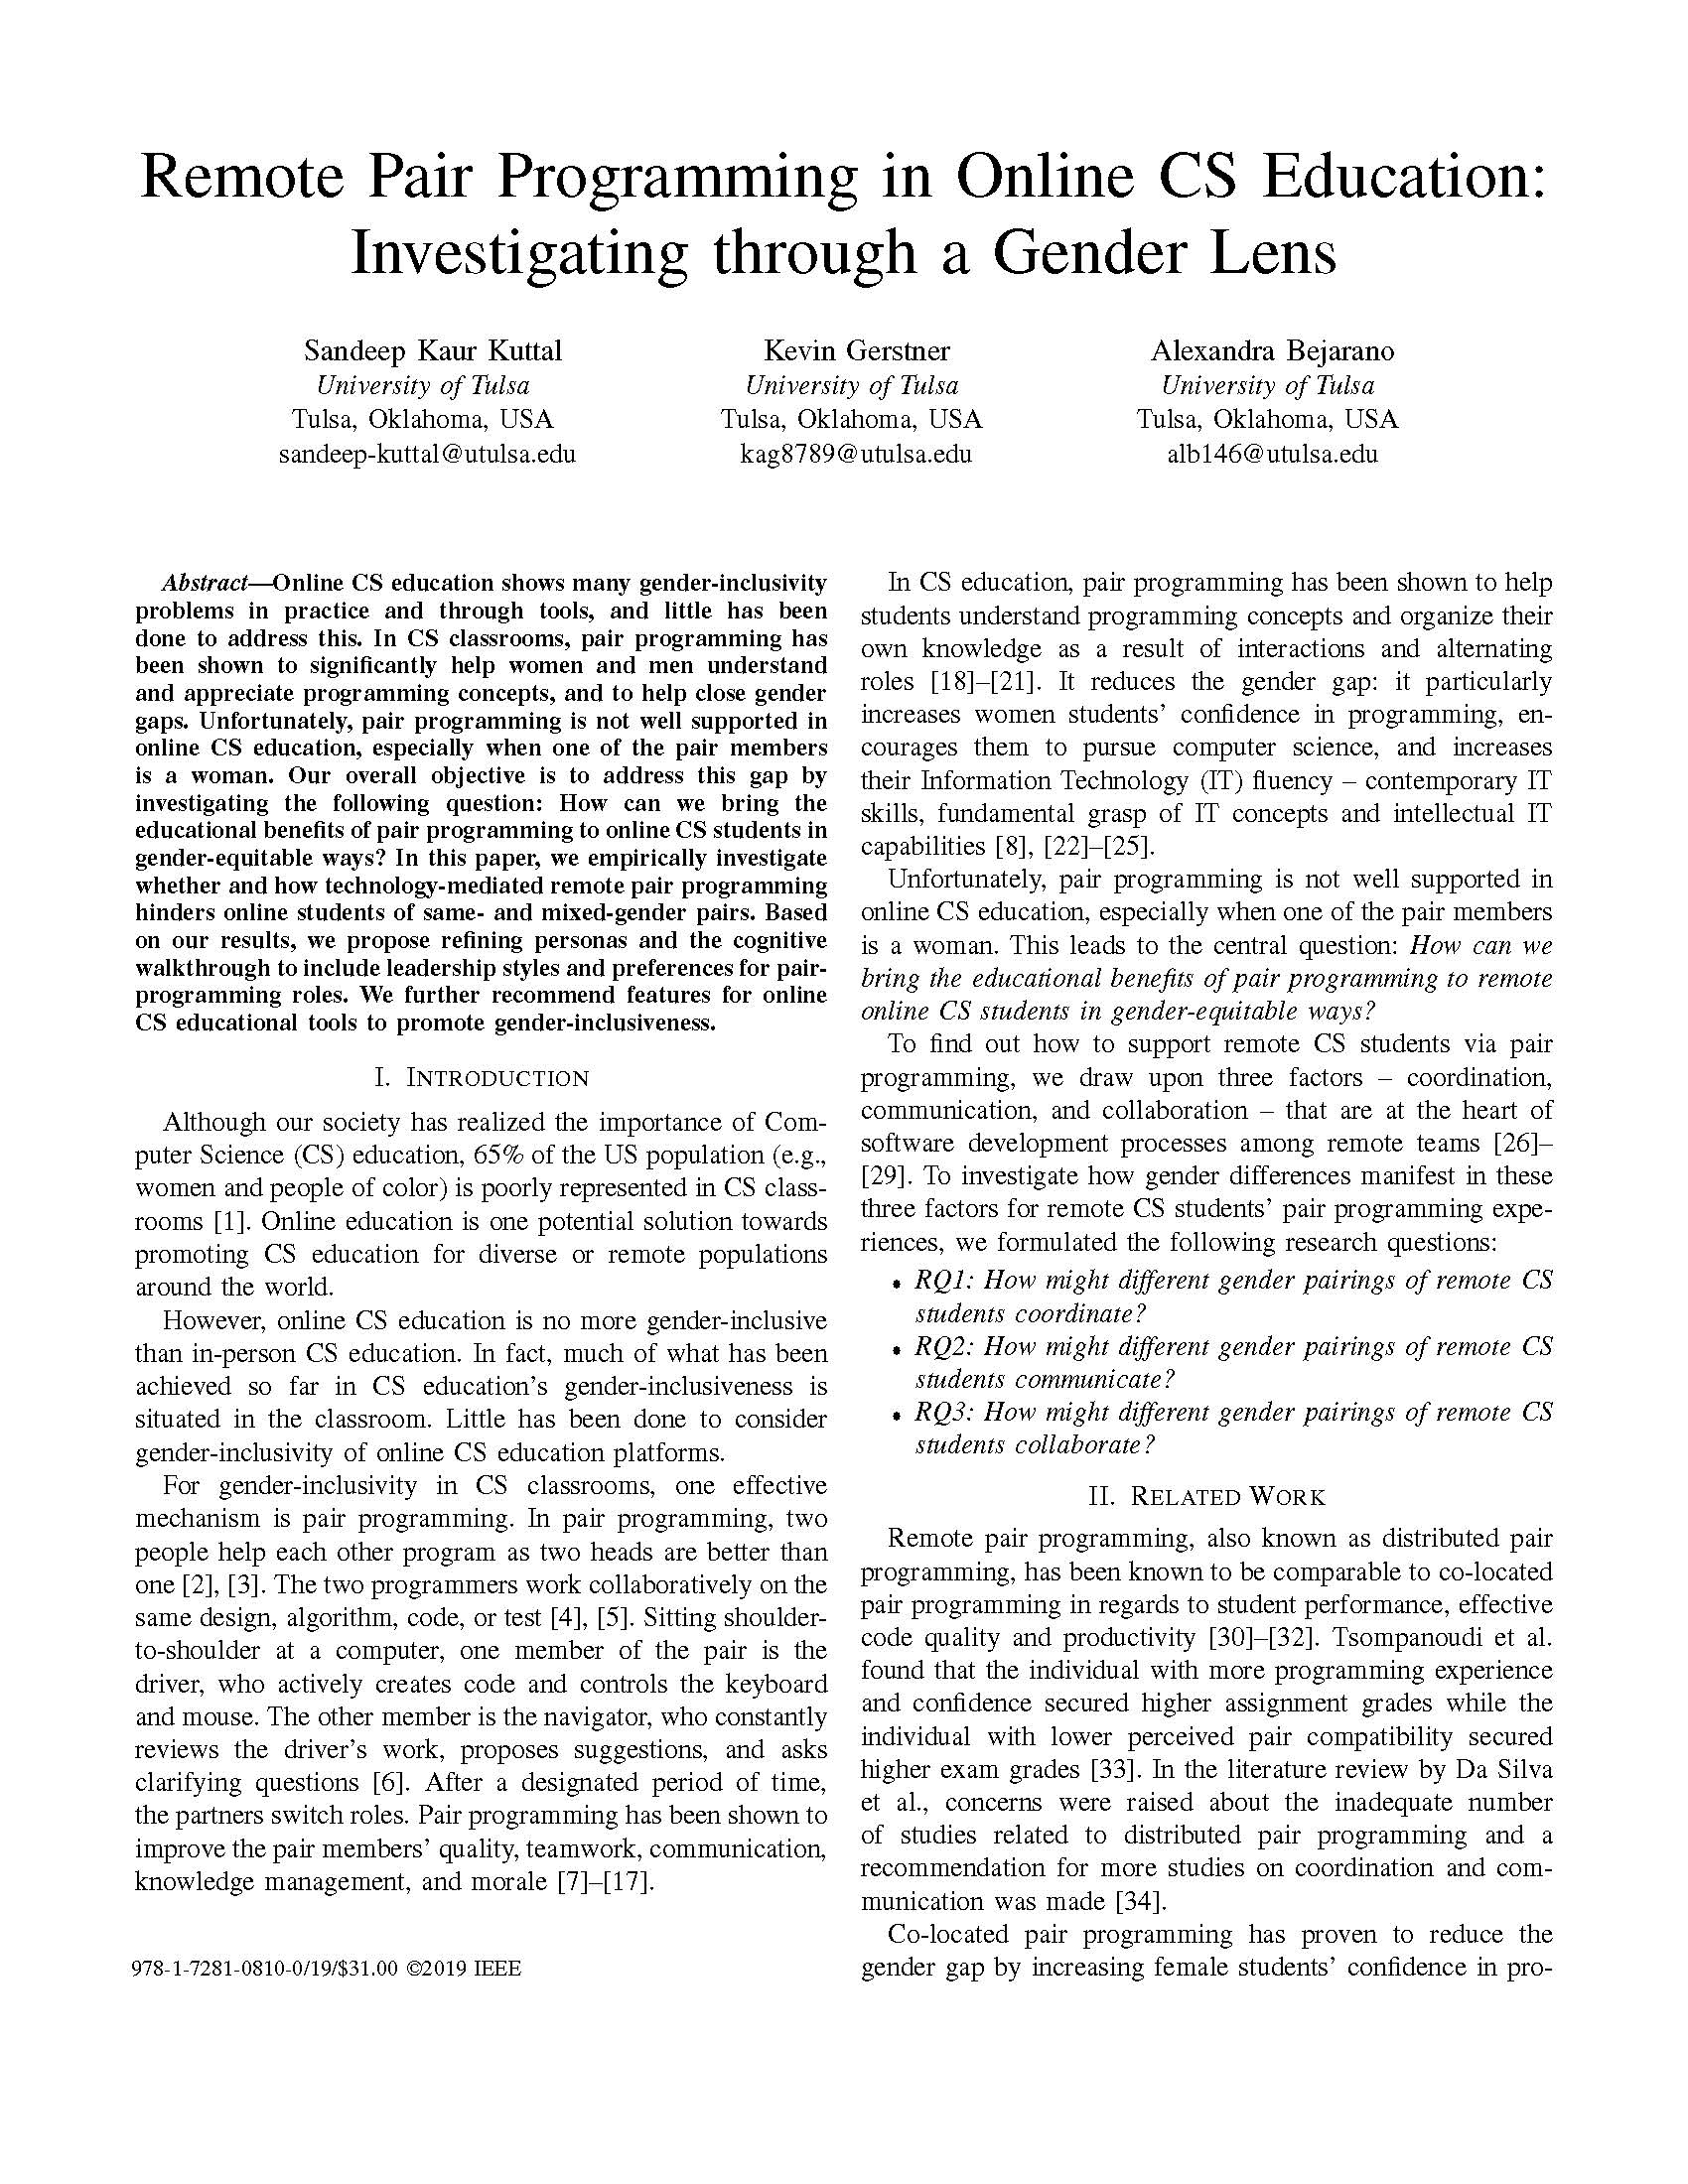 Remote Pair Programming in Online CS Education:
Investigating through a Gender Lens
Sandeep Kaur Kuttal
University of Tulsa
Tulsa, Oklahoma, USA
sandeep-kuttal@utulsa.edu
Kevin Gerstner
University of Tulsa
Tulsa, Oklahoma, USA
kag8789@utulsa.edu
Alexandra Bejarano
University of Tulsa
Tulsa, Oklahoma, USA
alb146@utulsa.edu
Abstract—Online CS education shows many gender-inclusivity
problems in practice and through tools, and little has been
done to address this. In CS classrooms, pair programming has
been shown to significantly help women and men understand
and appreciate programming concepts, and to help close gender
gaps. Unfortunately, pair programming is not well supported in
online CS education, especially when one of the pair members
is a woman. Our overall objective is to address this gap by
investigating the following question: How can we bring the
educational benefits of pair programming to online CS students in
gender-equitable ways? In this paper, we empirically investigate
whether and how technology-mediated remote pair programming
hinders online students of same- and mixed-gender pairs. Based
on our results, we propose refining personas and the cognitive
walkthrough to include leadership styles and preferences for pair-
programming roles. We further recommend features for online
CS educational tools to promote gender-inclusiveness.
I. INTRODUCTION
Although our society has realized the importance of Com-
puter Science (CS) education, 65% of the US population (e.g.,
women and people of color) is poorly represented in CS class-
rooms [1]. Online education is one potential solution towards
promoting CS education for diverse or remote populations
around the world.
However, online CS education is no more gender-inclusive
than in-person CS education. In fact, much of what has been
achieved so far in CS education's gender-inclusiveness is
situated in the classroom. Little has been done to consider
gender-inclusivity of online CS education platforms.
For gender-inclusivity in CS classrooms, one effective
mechanism is pair programming. In pair programming, two
people help each other program as two heads are better than
one [2], [3]. The two programmers work collaboratively on the
same design, algorithm, code, or test [4], [5]. Sitting shoulder-
to-shoulder at a computer, one member of the pair is the
driver, who actively creates code and controls the keyboard
and mouse. The other member is the navigator, who constantly
reviews the driver's work, proposes suggestions, and asks
clarifying questions [6]. After a designated period of time,
the partners switch roles. Pair programming has been shown to
improve the pair members' quality, teamwork, communication,
knowledge management, and morale [7]–[17].
978-1-7281-0810-0/19/$31.00 ©2019 IEEE
In CS education, pair programming has been shown to help
students understand programming concepts and organize their
own knowledge as a result of interactions and alternating
roles [18]–[21]. It reduces the gender gap: it particularly
increases women students' confidence in programming, en-
courages them to pursue computer science, and increases
their Information Technology (IT) fluency – contemporary IT
skills, fundamental grasp of IT concepts and intellectual IT
capabilities [8], [22]–[25].
Unfortunately, pair programming is not well supported in
online CS education, especially when one of the pair members
is a woman. This leads to the central question: How can we
bring the educational benefits of pair programming to remote
online CS students in gender-equitable ways?
To find out how to support remote CS students via pair
programming, we draw upon three factors – coordination,
communication, and collaboration – that are at the heart of
software development processes among remote teams [26]–
[29]. To investigate how gender differences manifest in these
three factors for remote CS students' pair programming expe-
riences, we formulated the following research questions:
• RQ1: How might different gender pairings of remote CS
students coordinate?
• RQ2: How might different gender pairings of remote CS
students communicate?
• RQ3: How might different gender pairings of remote CS
students collaborate?
II. RELATED WORK
Remote pair programming, also known as distributed pair
programming, has been known to be comparable to co-located
pair programming in regards to student performance, effective
code quality and productivity [30]–[32]. Tsompanoudi et al.
found that the individual with more programming experience
and confidence secured higher assignment grades while the
individual with lower perceived pair compatibility secured
higher exam grades [33]. In the literature review by Da Silva
et al., concerns were raised about the inadequate number
of studies related to distributed pair programming and a
recommendation for more studies on coordination and com-
munication was made [34].
Co-located pair programming has proven to reduce the
gender gap by increasing female students' confidence in pro-